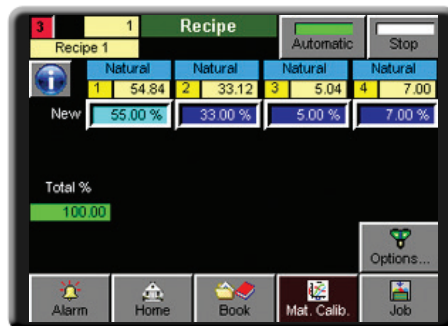 3 1 Recipe
Recipe 1 Automatic Stop
Natural Natural Natural Natural
1 54.84 2 33.12 3 5.04 4 7.00
New 55.00 % 33.00 % 5.00 % 7.00 %
Total %
100.00
Options...
Alarm Home Book Mat. Calib. Job